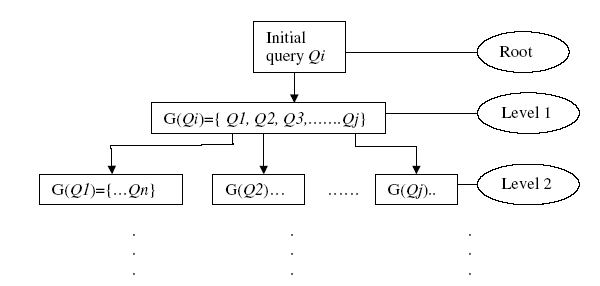 Initial
query Qi
Root
G(Qi)={ Q1, Q2, Q3,.......Qj}
Level 1
G(Q1)={...Qn}
G(Q2)...
......
G(Qj)..
Level 2